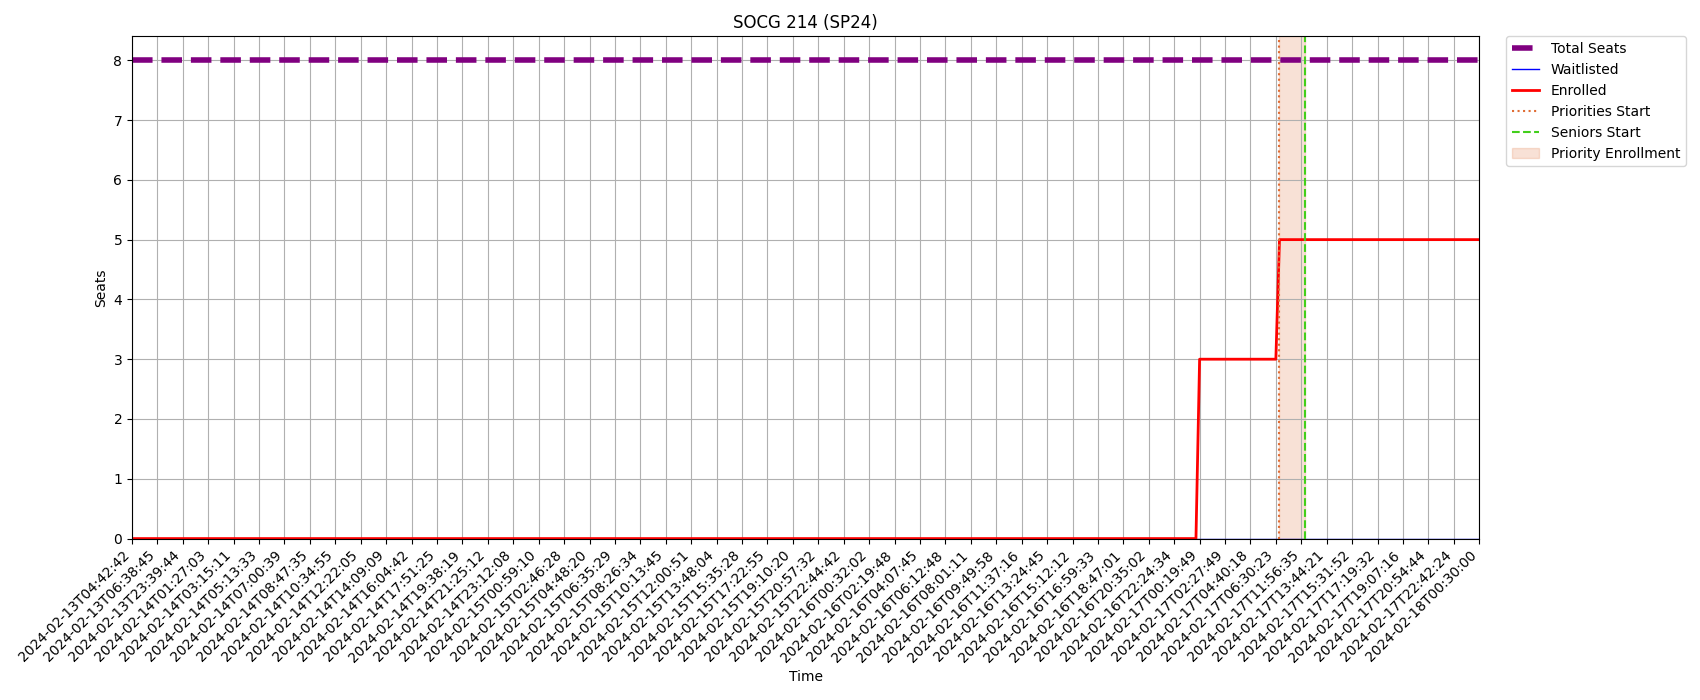 SOCG 214 (SP24)
Total Seats
Waitlisted
Enrolled
Priorities Start
Seniors Start
Priority Enrollment
8
7
6
5
4
3
2
1
0
Seats
2024-02-13T04:42:42
2024-02-13T06:38:45
2024-02-13T23:39:44
2024-02-14T01:27:03
2024-02-14T03:15:11
2024-02-14T05:13:33
2024-02-14T07:00:39
2024-02-14T08:47:35
2024-02-14T10:34:55
2024-02-14T12:22:05
2024-02-14T14:09:09
2024-02-14T16:04:42
2024-02-14T17:51:25
2024-02-14T19:38:19
2024-02-14T21:25:12
2024-02-14T23:12:08
2024-02-15T00:59:10
2024-02-15T02:46:28
2024-02-15T04:48:20
2024-02-15T06:35:29
2024-02-15T08:26:34
2024-02-15T10:13:45
2024-02-15T12:00:51
2024-02-15T13:48:04
2024-02-15T15:35:28
2024-02-15T17:22:55
2024-02-15T19:10:20
2024-02-15T20:57:32
2024-02-15T22:44:42
2024-02-16T00:32:02
2024-02-16T02:19:48
2024-02-16T04:07:45
2024-02-16T06:12:48
2024-02-16T08:01:11
2024-02-16T09:49:58
2024-02-16T11:37:16
2024-02-16T13:24:45
2024-02-16T15:12:12
2024-02-16T16:59:33
2024-02-16T18:47:01
2024-02-16T20:35:02
2024-02-16T22:24:34
2024-02-17T00:19:49
2024-02-17T02:27:49
2024-02-17T04:40:18
2024-02-17T06:30:23
2024-02-17T11:56:35
2024-02-17T13:44:21
2024-02-17T15:31:52
2024-02-17T17:19:32
2024-02-17T19:07:16
2024-02-17T20:54:44
2024-02-17T22:42:24
2024-02-18T00:30:00
Time